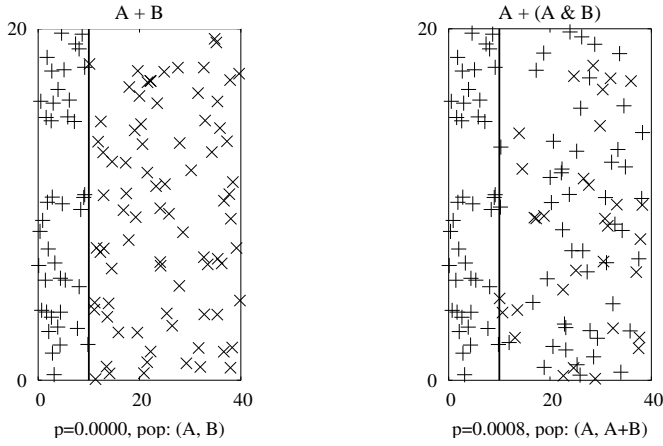 A + B
20
0
0 20 40
p=0.0000, pop: (A, B)
A + (A & B)
20
0
0 20 40
p=0.0008, pop: (A, A+B)